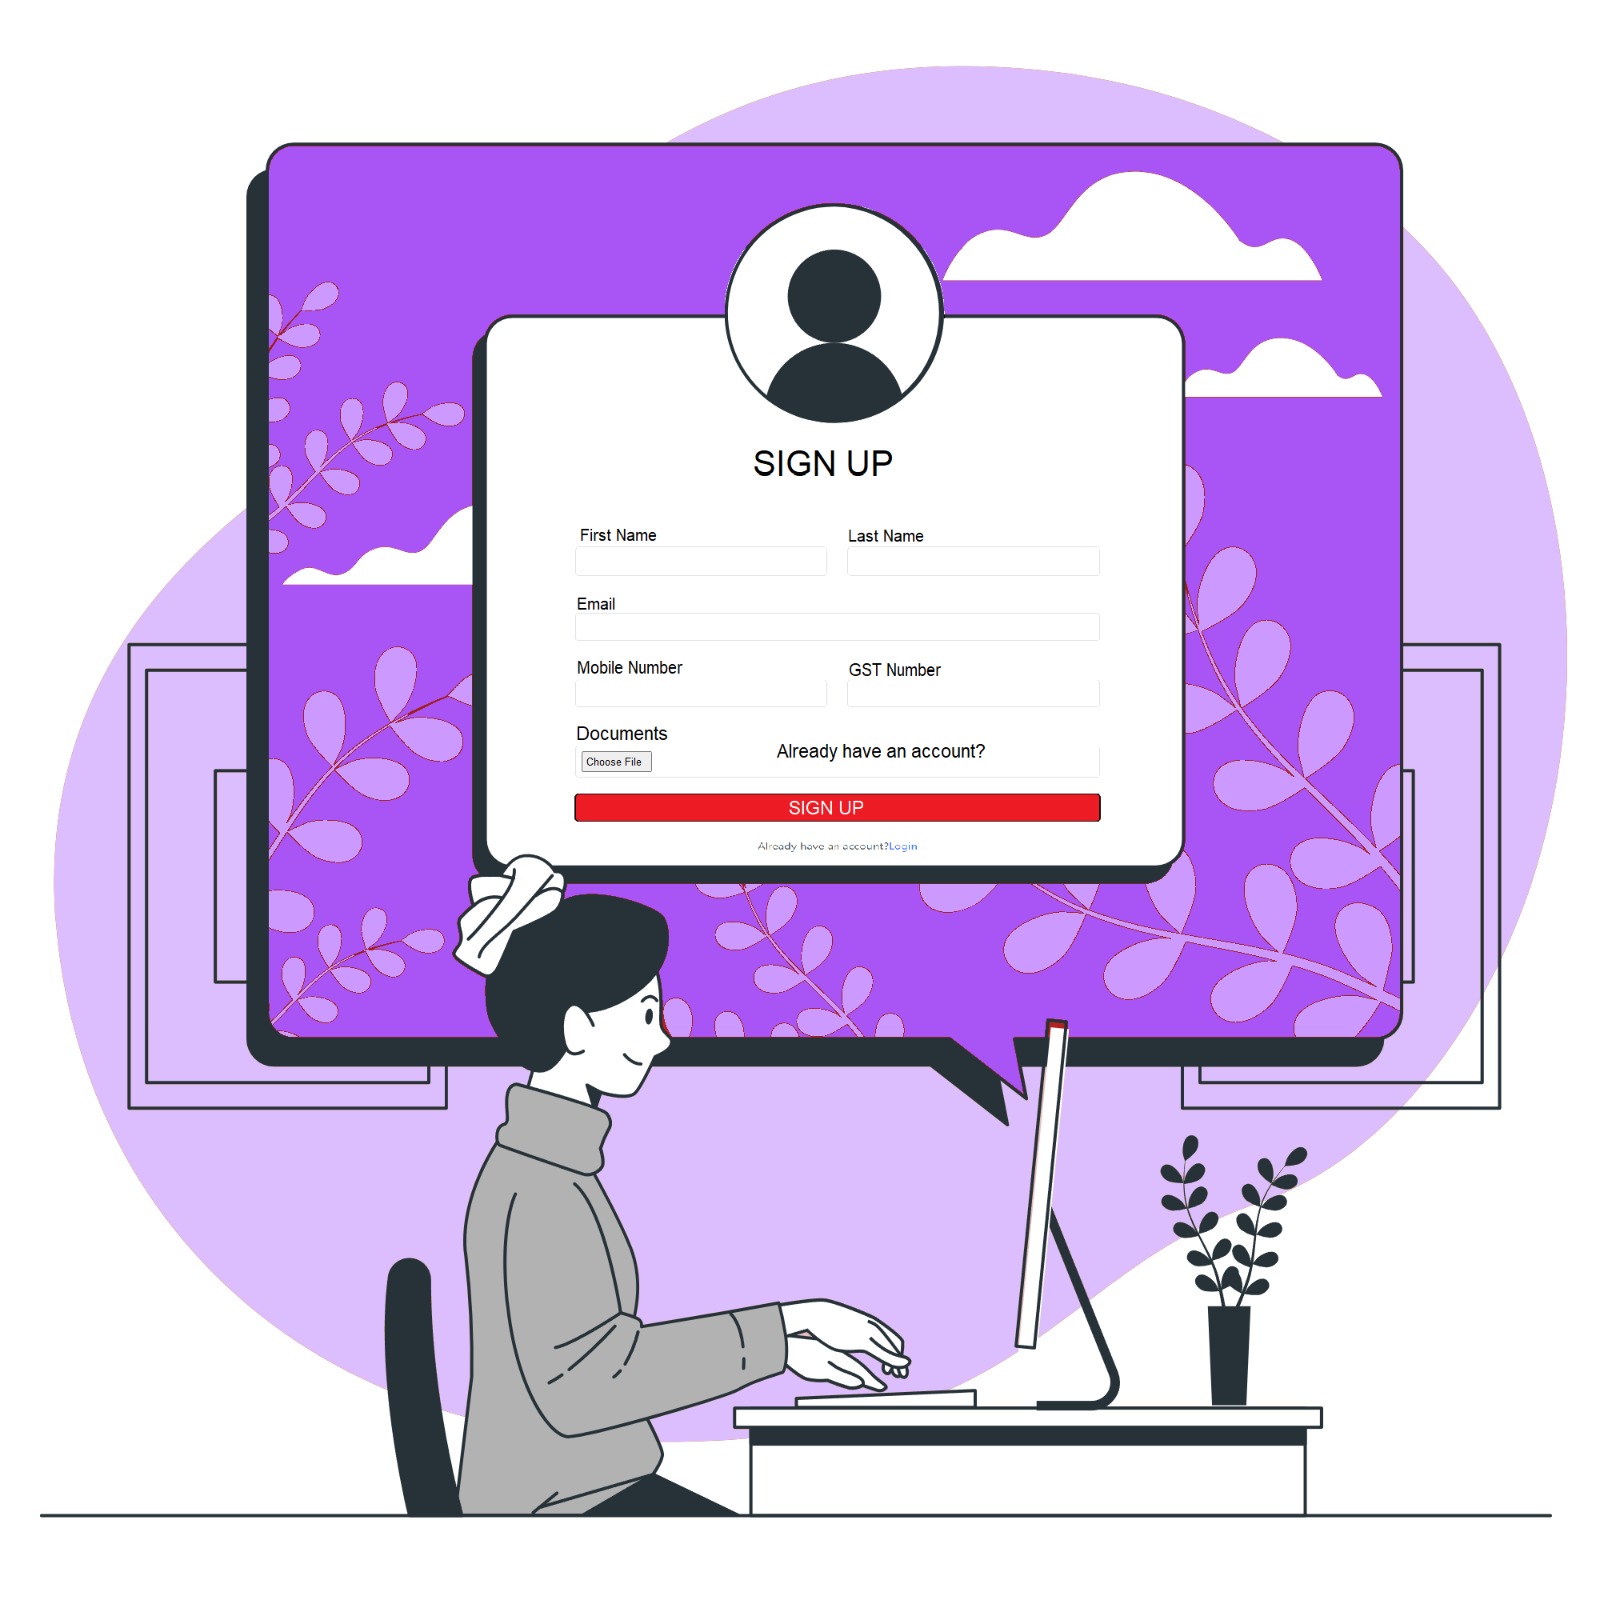 SIGN UP
First Name
Last Name
Email
Mobile Number
GST Number
Documents
Choose File
Already have an account?
SIGN UP
Already have an account?Login